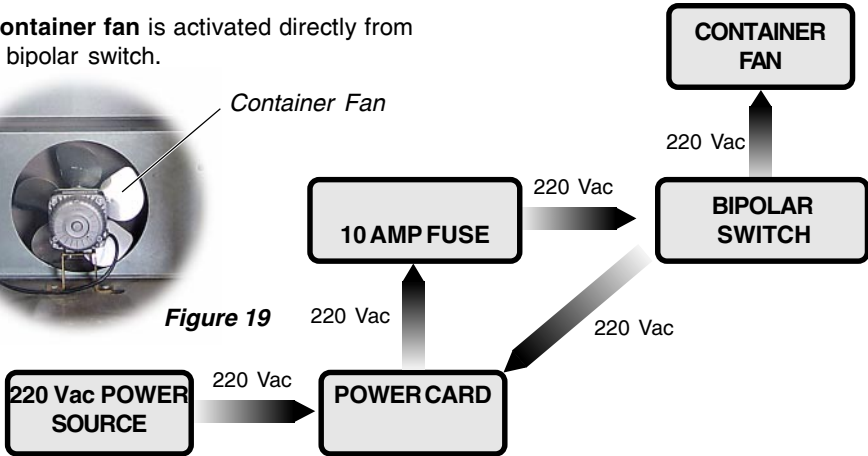 ontainer fan is activated directly from
bipolar switch.
Container Fan
CONTAINER
FAN
220 Vac
220 Vac
10 AMP FUSE
BIPOLAR
SWITCH
Figure 19
220 Vac
220 Vac
220 Vac POWER
SOURCE
220 Vac
POWER CARD